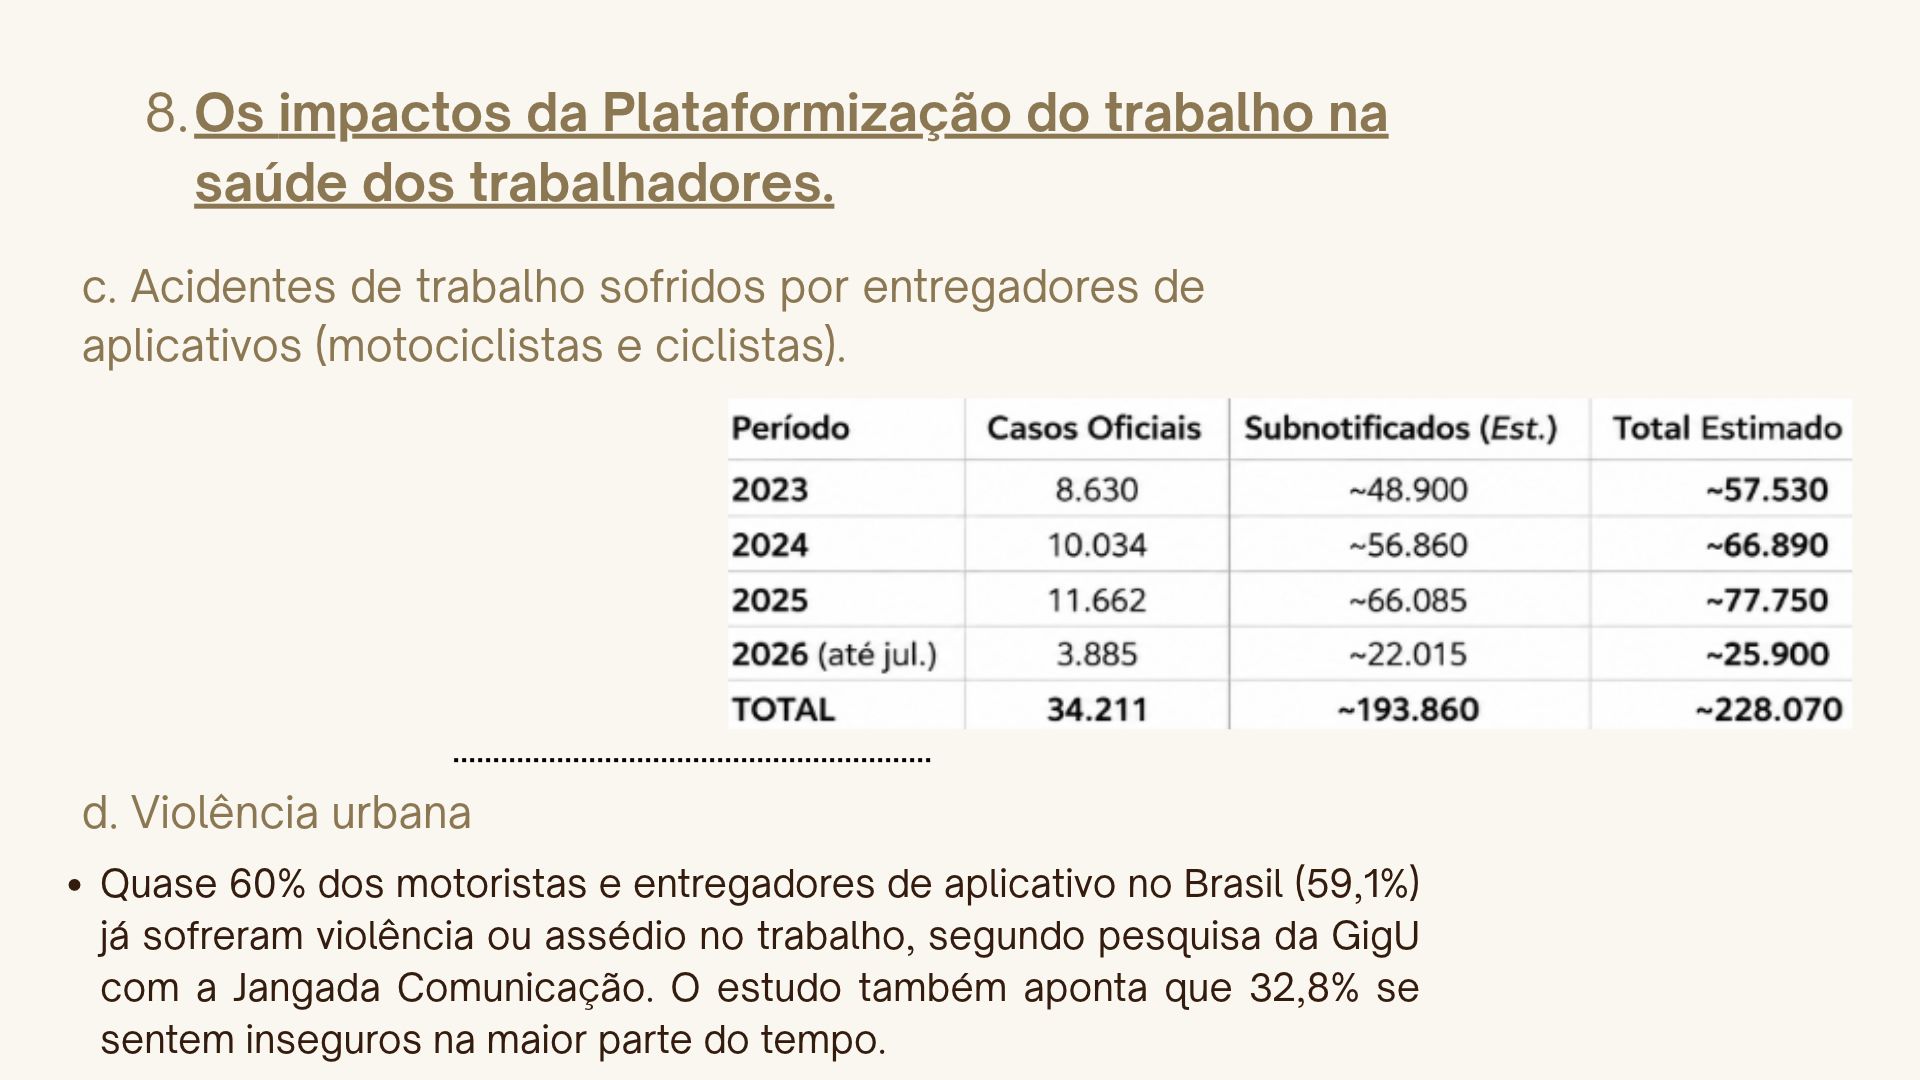 8. Os impactos da Plataformização do trabalho na
saúde dos trabalhadores.
c. Acidentes de trabalho sofridos por entregadores de
aplicativos (motociclistas e ciclistas).
Período Casos Oficiais Subnotificados (Est.) Total Estimado
2023 8.630 ~48.900 ~57.530
2024 10.034 ~56.860 ~66.890
2025 11.662 ~66.085 ~77.750
2026 (até jul.) 3.885 ~22.015 ~25.900
TOTAL 34.211 ~193.860 ~228.070
d. Violência urbana
• Quase 60% dos motoristas e entregadores de aplicativo no Brasil (59,1%)
já sofreram violência ou assédio no trabalho, segundo pesquisa da GigU
com a Jangada Comunicação. O estudo também aponta que 32,8% se
sentem inseguros na maior parte do tempo.